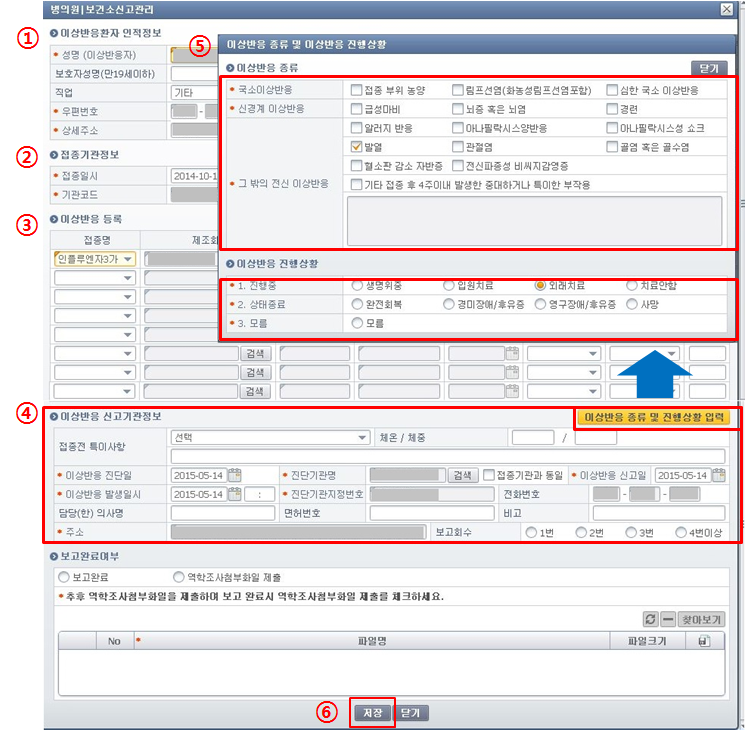 병의원|보건소신고관리
① 이상반응환자 인적정보
성명 (이상반응자)
보호자성명(만19세이하)
직업 기타
우편번호 -
상세주소
② 접종기관정보
접종일시 2014-10-1
기관코드
③ 이상반응 등록
접종명 제조회
인플루엔자3가
⑤ 이상반응 종류 및 이상반응 진행상황
이상반응 종류 닫기
국소이상반응 접종 부위 농양 림프선염(화농성림프선염포함) 심한 국소 이상반응
신경계 이상반응 급성마비 뇌증 혹은 뇌염 경련
그 밖의 전신 이상반응 알러지 반응 아나필락시스양반응 아나필락시스성 쇼크
발열 관절염 골염 혹은 골수염
혈소판 감소 자반증 전신파종성 비씨지감염증
기타 접종 후 4주이내 발생한 중대하거나 특이한 부작용
이상반응 진행상황
1. 진행중 생명위중 입원치료 외래치료 치료안함
2. 상태종료 완전회복 경미장애/후유증 영구장애/후유증 사망
3. 모름 모름
검색
검색
검색
④ 이상반응 신고기관정보 이상반응 종류 및 진행상황 입력
접종전 특이사항 선택 체온 / 체중 /
이상반응 진단일 2015-05-14 진단기관명 검색 접종기관과 동일 이상반응 신고일 2015-05-14
이상반응 발생일시 2015-05-14 : 진단기관지정번호 전화번호 - -
담당(한) 의사명 면허번호 비고
주소 보고회수 1번 2번 3번 4번이상
보고완료여부
보고완료 역학조사첨부화일 제출
추후 역학조사첨부화일을 제출하며 보고 완료시 역학조사첨부화일 제출를 체크하세요.
찾아보기
No 파일명 파일크기
⑥ 저장 닫기